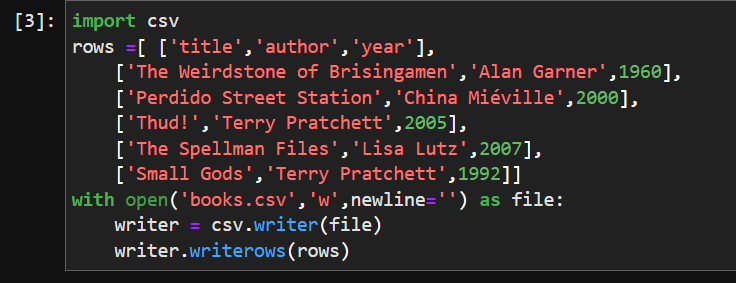 [3]: import csv
rows =[ ['title','author','year'],
    ['The Weirdstone of Brisingamen','Alan Garner',1960],
    ['Perdido Street Station','China Miéville',2000],
    ['Thud!','Terry Pratchett',2005],
    ['The Spellman Files','Lisa Lutz',2007],
    ['Small Gods','Terry Pratchett',1992]]
with open('books.csv','w',newline='') as file:
    writer = csv.writer(file)
    writer.writerows(rows)